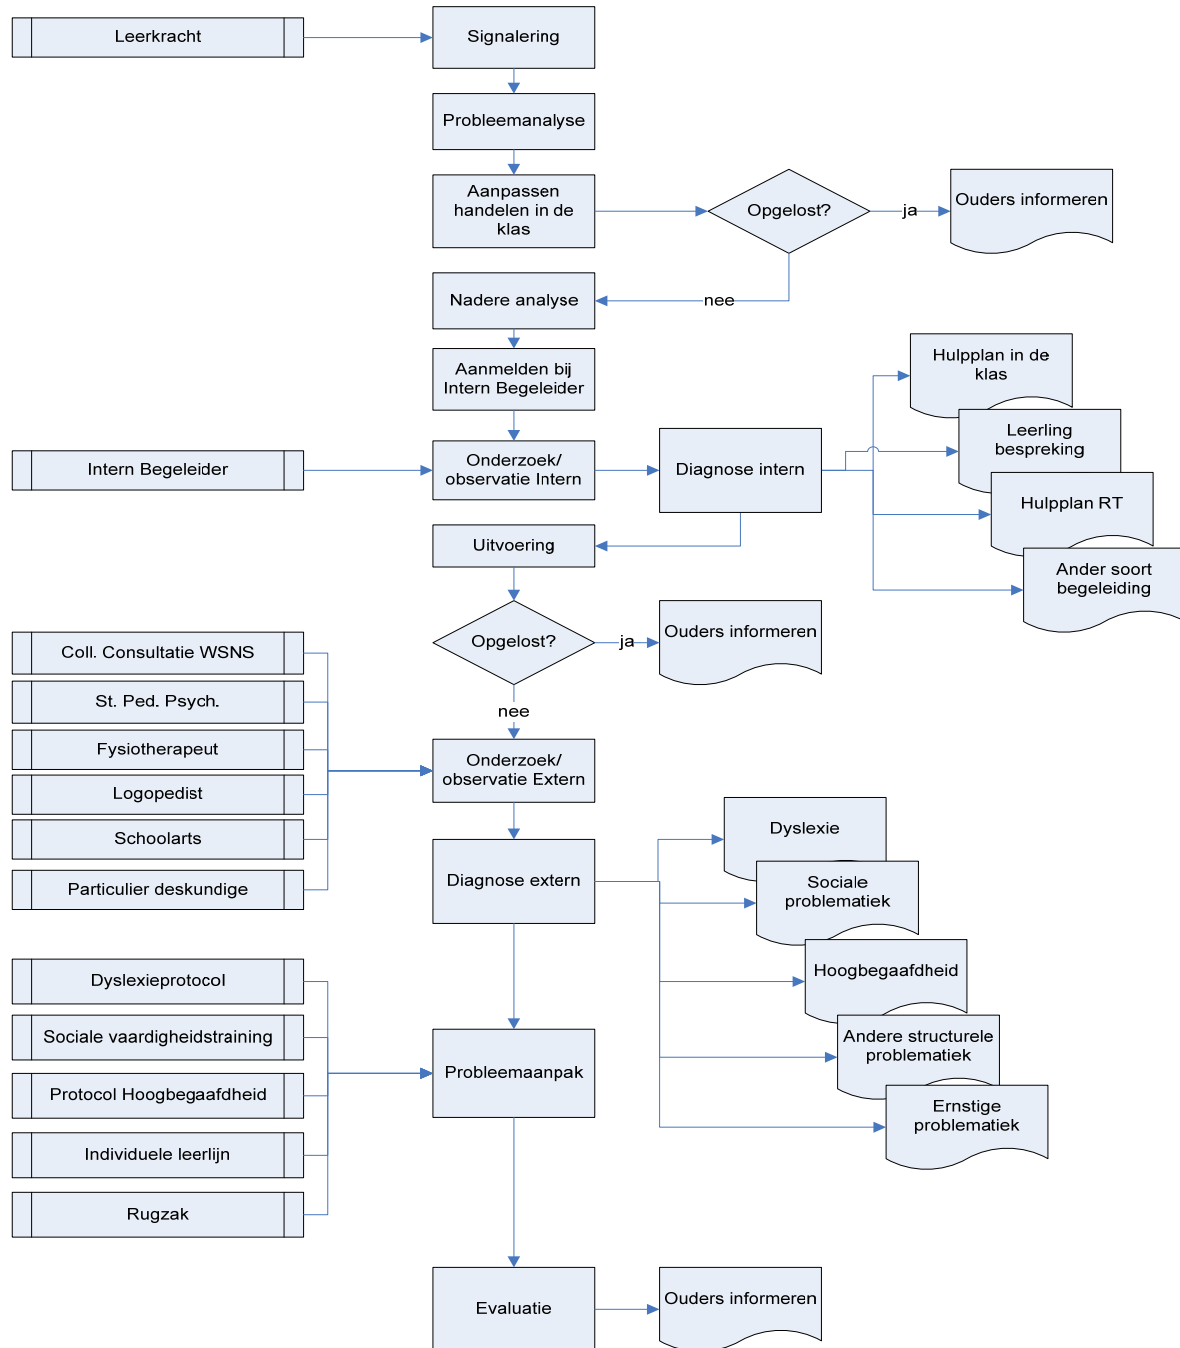 Leerkracht
Signalering
Probleemanalyse
Aanpassen
handelen in de
klas
Opgelost?
ja
Ouders informeren
nee
Nadere analyse
Aanmelden bij
Intern Begeleider
Intern Begeleider
Onderzoek/
observatie Intern
Diagnose intern
Hulpplan in de
klas
Leerling
bespreking
Hulpplan RT
Ander soort
begeleiding
Uitvoering
Opgelost?
ja
Ouders informeren
nee
Coll. Consultatie WSNS
St. Ped. Psych.
Fysiotherapeut
Logopedist
Schoolarts
Particulier deskundige
Onderzoek/
observatie Extern
Diagnose extern
Dyslexie
Sociale
problematiek
Hoogbegaafdheid
Andere structurele
problematiek
Ernstige
problematiek
Dyslexieprotocol
Sociale vaardigheidstraining
Protocol Hoogbegaafdheid
Individuele leerlijn
Rugzak
Probleemaanpak
Evaluatie
Ouders informeren